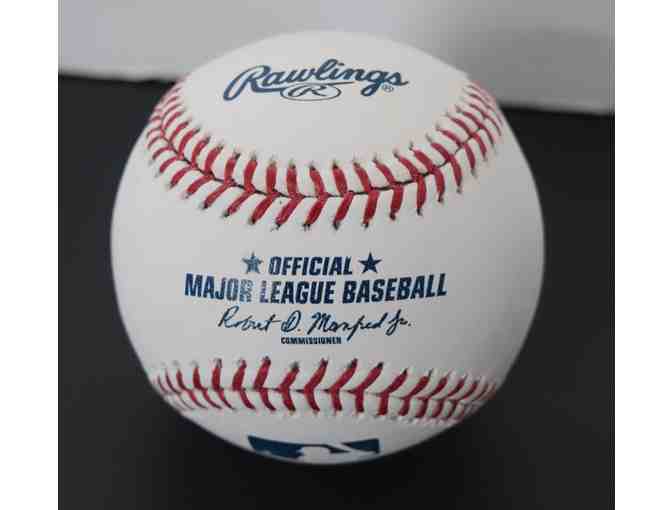 Rawlings®
R
★ OFFICIAL ★
MAJOR LEAGUE BASEBALL
Robert D. Manfred Jr.
COMMISSIONER